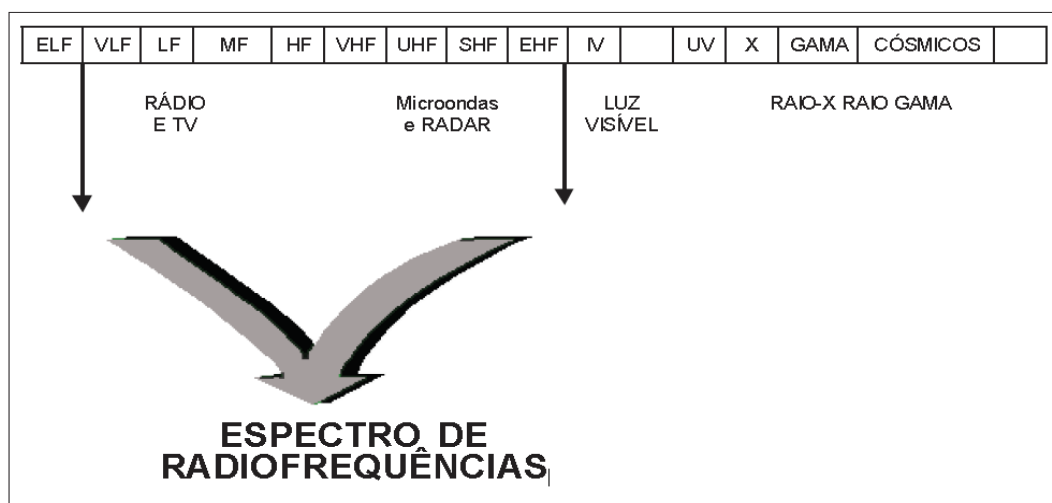 ELF VLF LF MF HF VHF UHF SHF EHF IV UV X GAMA CÓSMICOS
RÁDIO
E TV
Microondas
e RADAR
LUZ
VISÍVEL
RAIO-X RAIO GAMA
ESPECTRO DE
RADIOFREQUÊNCIAS